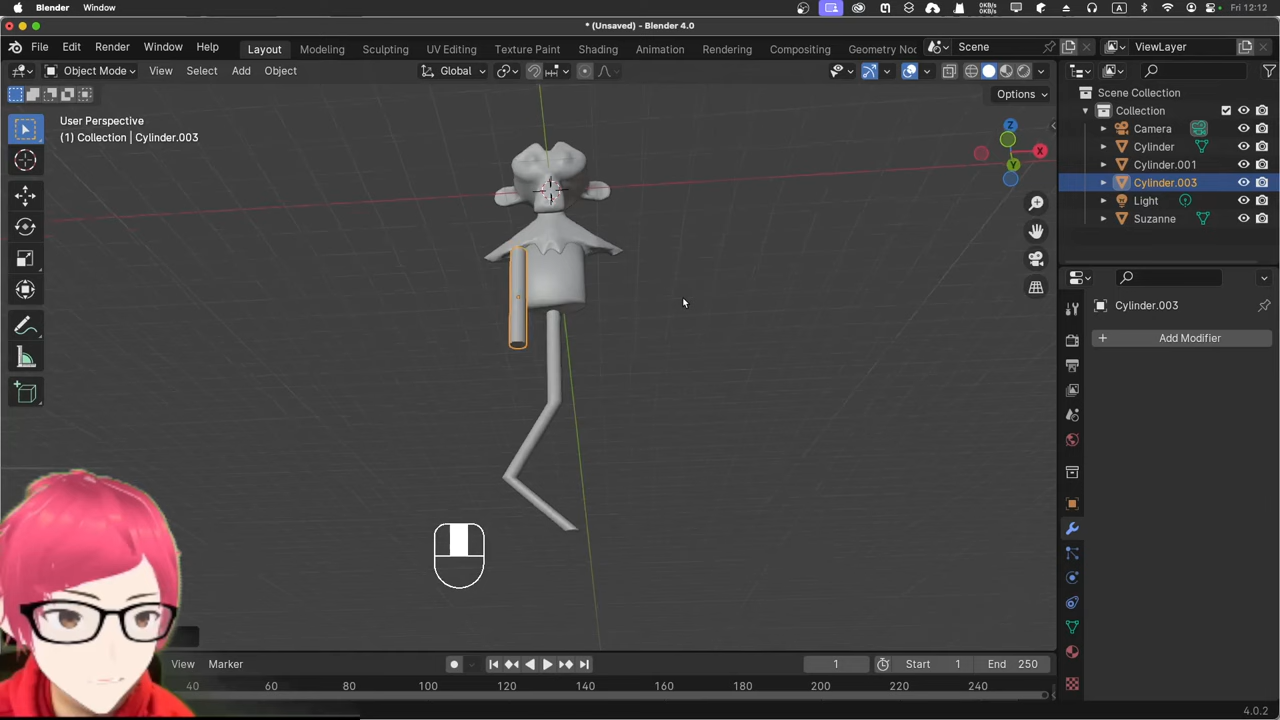 Blender Window Fri 12:12
* (Unsaved) - Blender 4.0
File Edit Render Window Help Layout Modeling Sculpting UV Editing Texture Paint Shading Animation Rendering Compositing Geometry Noc Scene ViewLayer
Object Mode View Select Add Object Global
Options
User Perspective
(1) Collection | Cylinder.003
Z
X
Y
Scene Collection
Collection
Camera
Cylinder
Cylinder.001
Cylinder.003
Light
Suzanne
Cylinder.003
Add Modifier
View Marker 1 Start 1 End 250
40 60 80 100 120 140 160 180 200 220 240
4.0.2